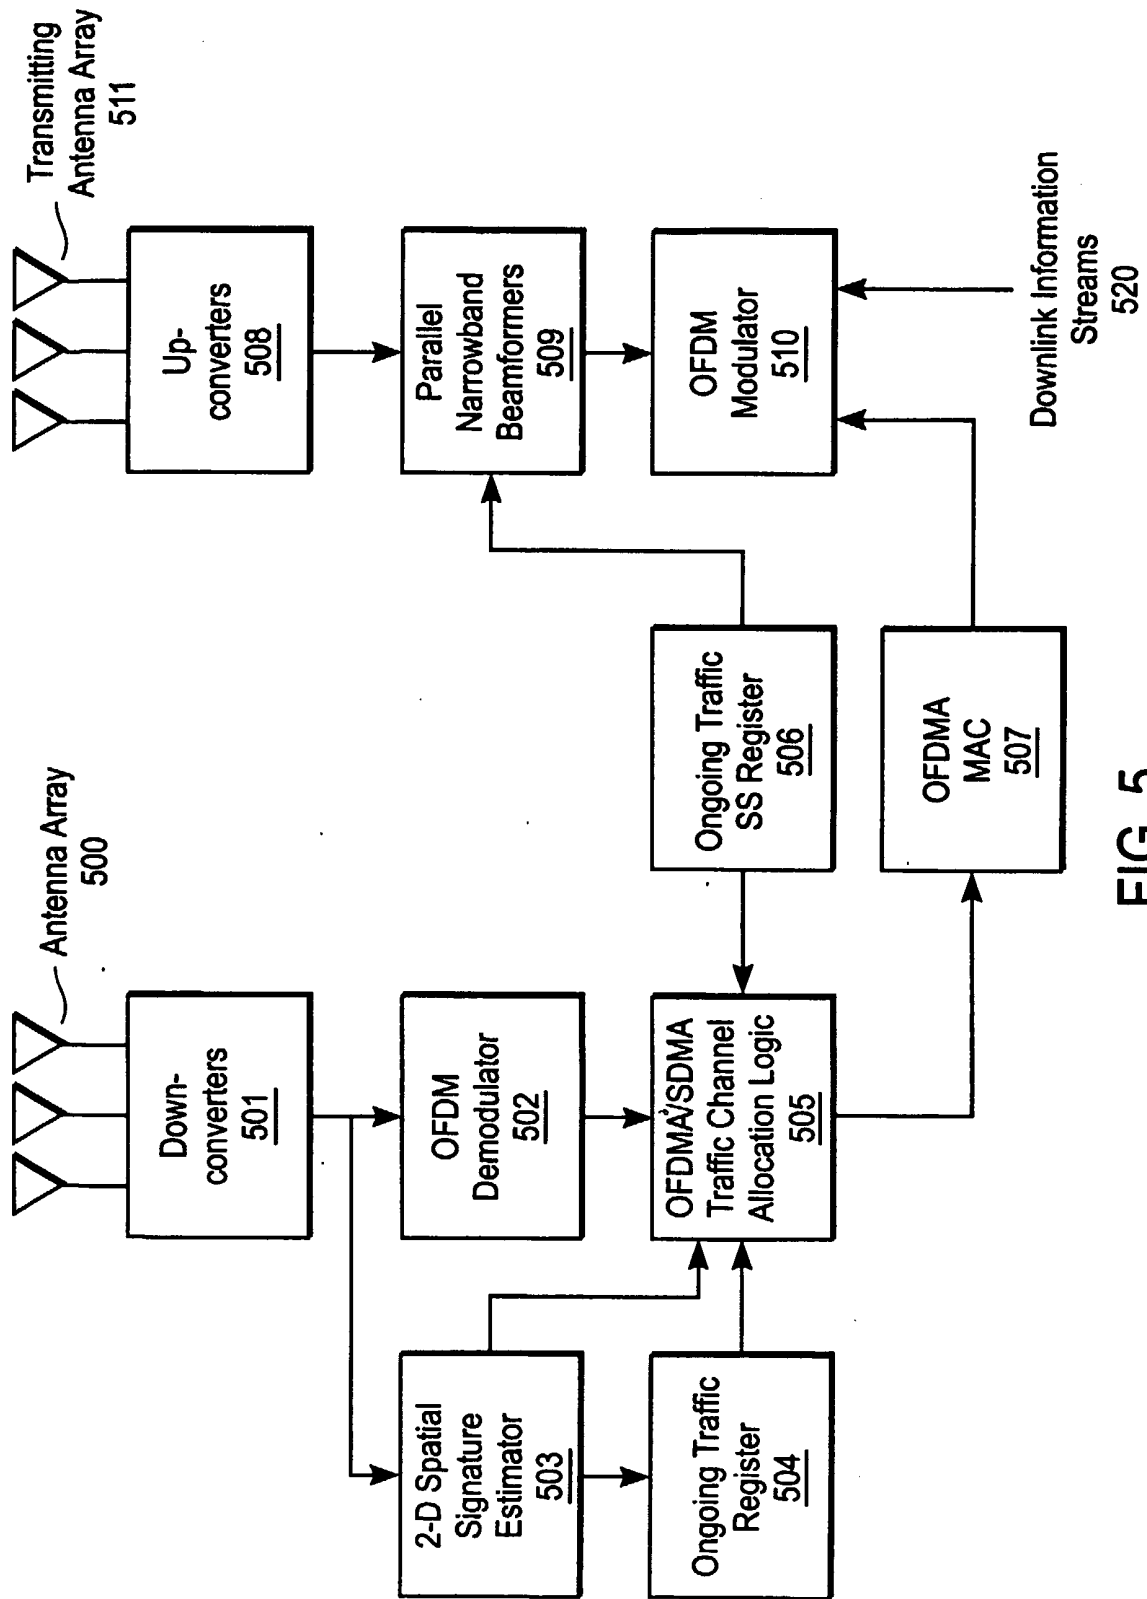 Antenna Array
500
Transmitting
Antenna Array
511
Down-
converters
501
Up-
converters
508
2-D Spatial
Signature
Estimator
503
OFDM
Demodulator
502
Parallel
Narrowband
Beamformers
509
Ongoing Traffic
Register
504
OFDMA/SDMA
Traffic Channel
Allocation Logic
505
Ongoing Traffic
SS Register
506
OFDM
Modulator
510
OFDMA
MAC
507
Downlink Information
Streams
520
FIG. 5